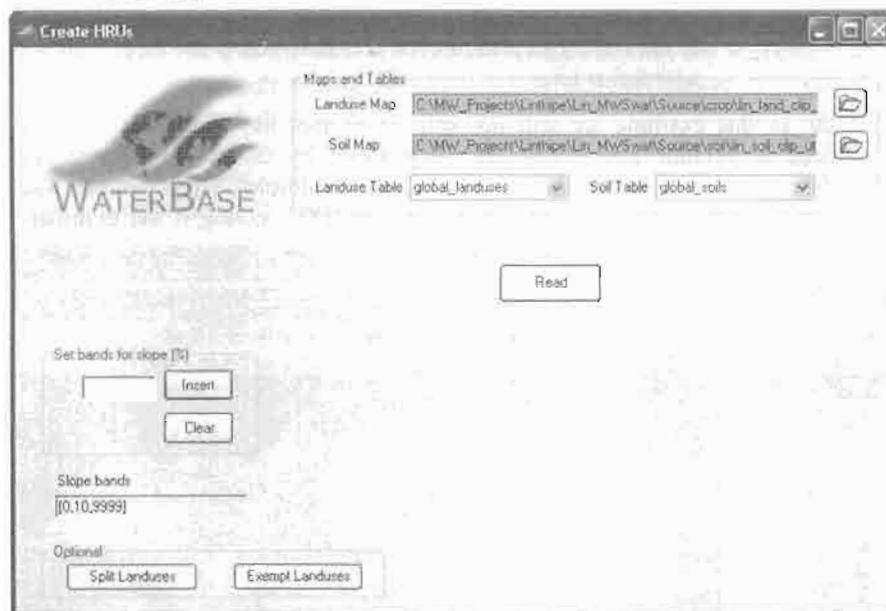 Create HRUs
WATERBASE
Maps and Tables
Landuse Map C:\MW_Projects\Linthipe\Lin_MWSwat\Source\crop\lin_land_clip_
Soil Map C:\MW_Projects\Linthipe\Lin_MWSwat\Source\soil\lin_soil_clip_ut
Landuse Table global_landuses Soil Table global_soils
Read
Set bands for slope (%)
Insert
Clear
Slope bands
[0,10,9999]
Optional
Split Landuses Exempt Landuses